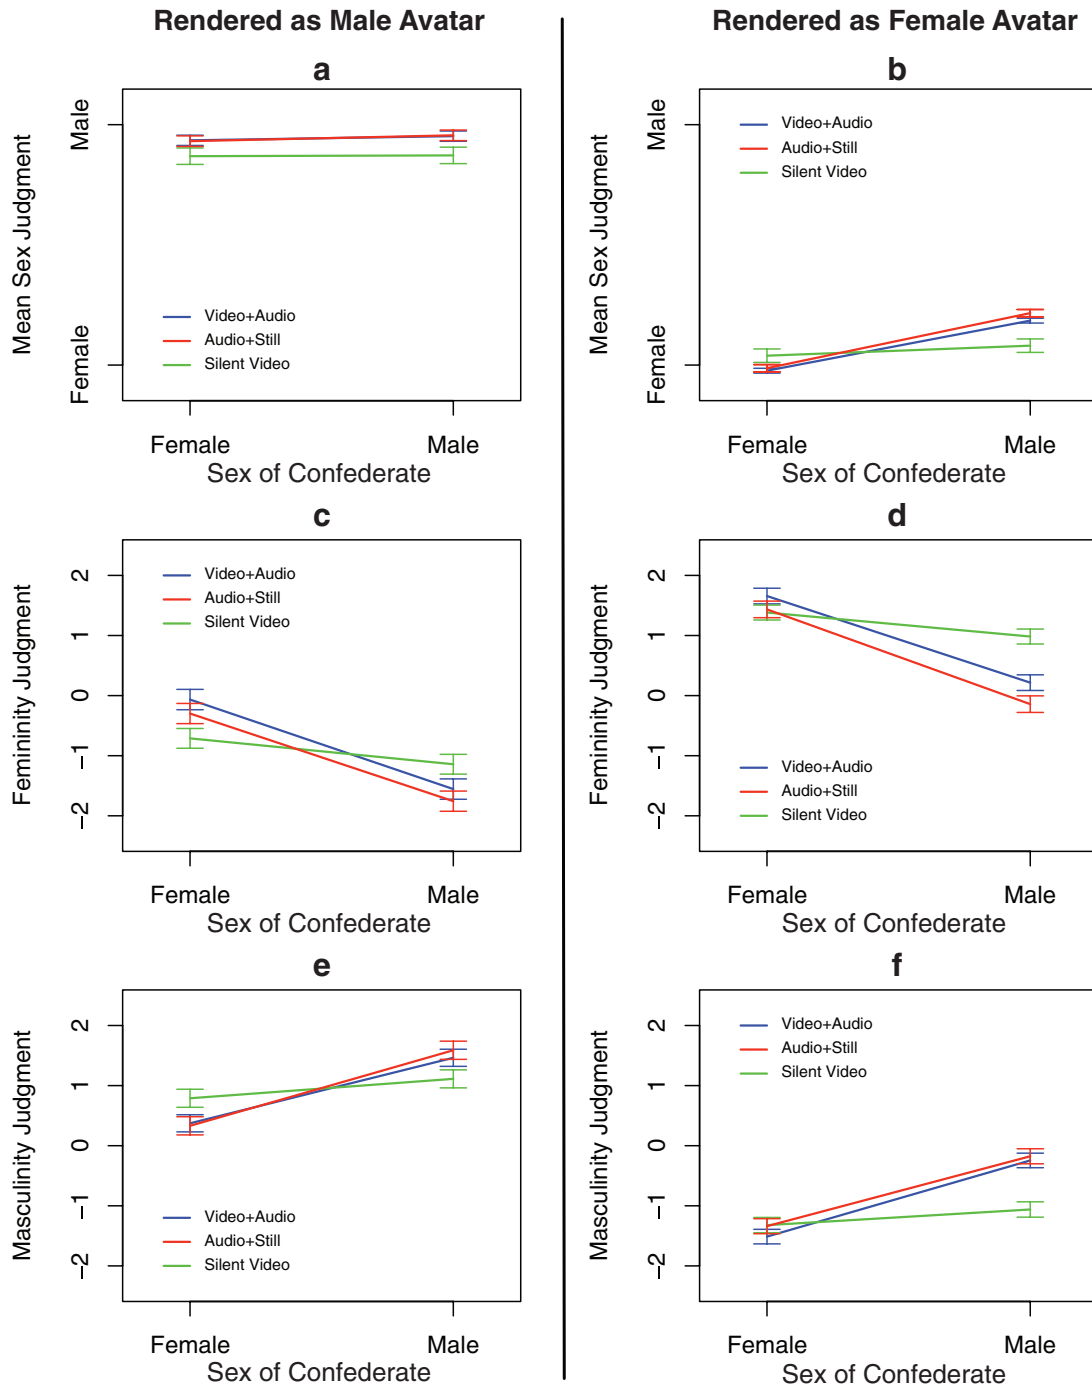 Rendered as Male Avatar
Rendered as Female Avatar
a
Male
Female
Mean Sex Judgment
Video+Audio
Audio+Still
Silent Video
Female Male
Sex of Confederate
b
Male
Female
Mean Sex Judgment
Video+Audio
Audio+Still
Silent Video
Female Male
Sex of Confederate
c
2
1
0
−1
−2
Femininity Judgment
Video+Audio
Audio+Still
Silent Video
Female Male
Sex of Confederate
d
2
1
0
−1
−2
Femininity Judgment
Video+Audio
Audio+Still
Silent Video
Female Male
Sex of Confederate
e
2
1
0
−1
−2
Masculinity Judgment
Video+Audio
Audio+Still
Silent Video
Female Male
Sex of Confederate
f
2
1
0
−1
−2
Masculinity Judgment
Video+Audio
Audio+Still
Silent Video
Female Male
Sex of Confederate